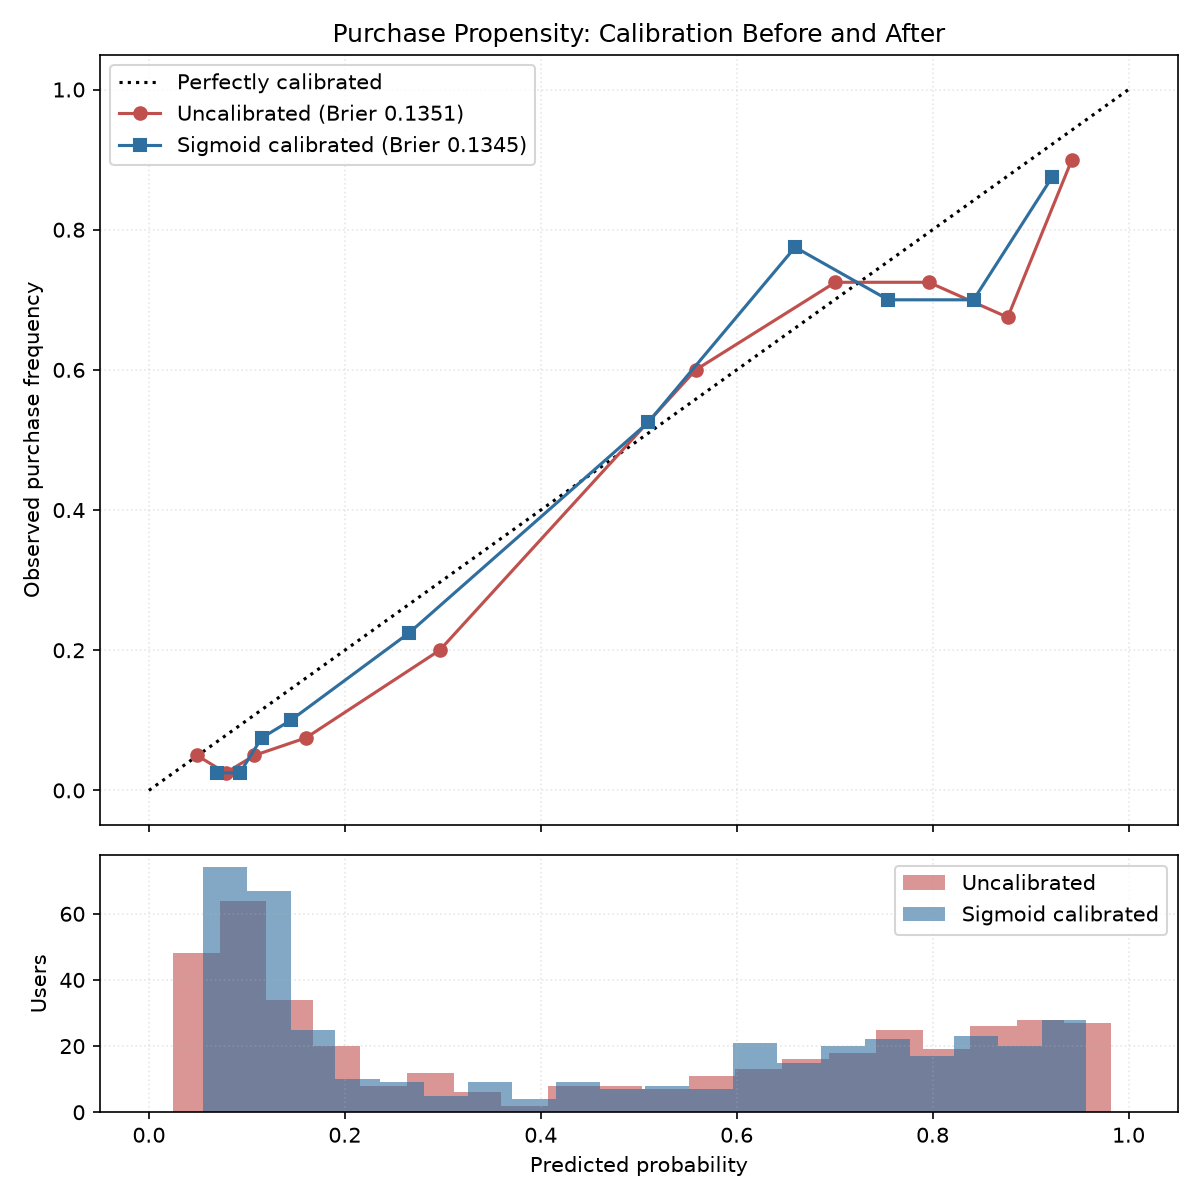 Purchase Propensity: Calibration Before and After
Perfectly calibrated
Uncalibrated (Brier 0.1351)
Sigmoid calibrated (Brier 0.1345)
1.0
0.8
0.6
0.4
0.2
0.0
Observed purchase frequency
Uncalibrated
Sigmoid calibrated
60
40
20
0
Users
0.0 0.2 0.4 0.6 0.8 1.0
Predicted probability